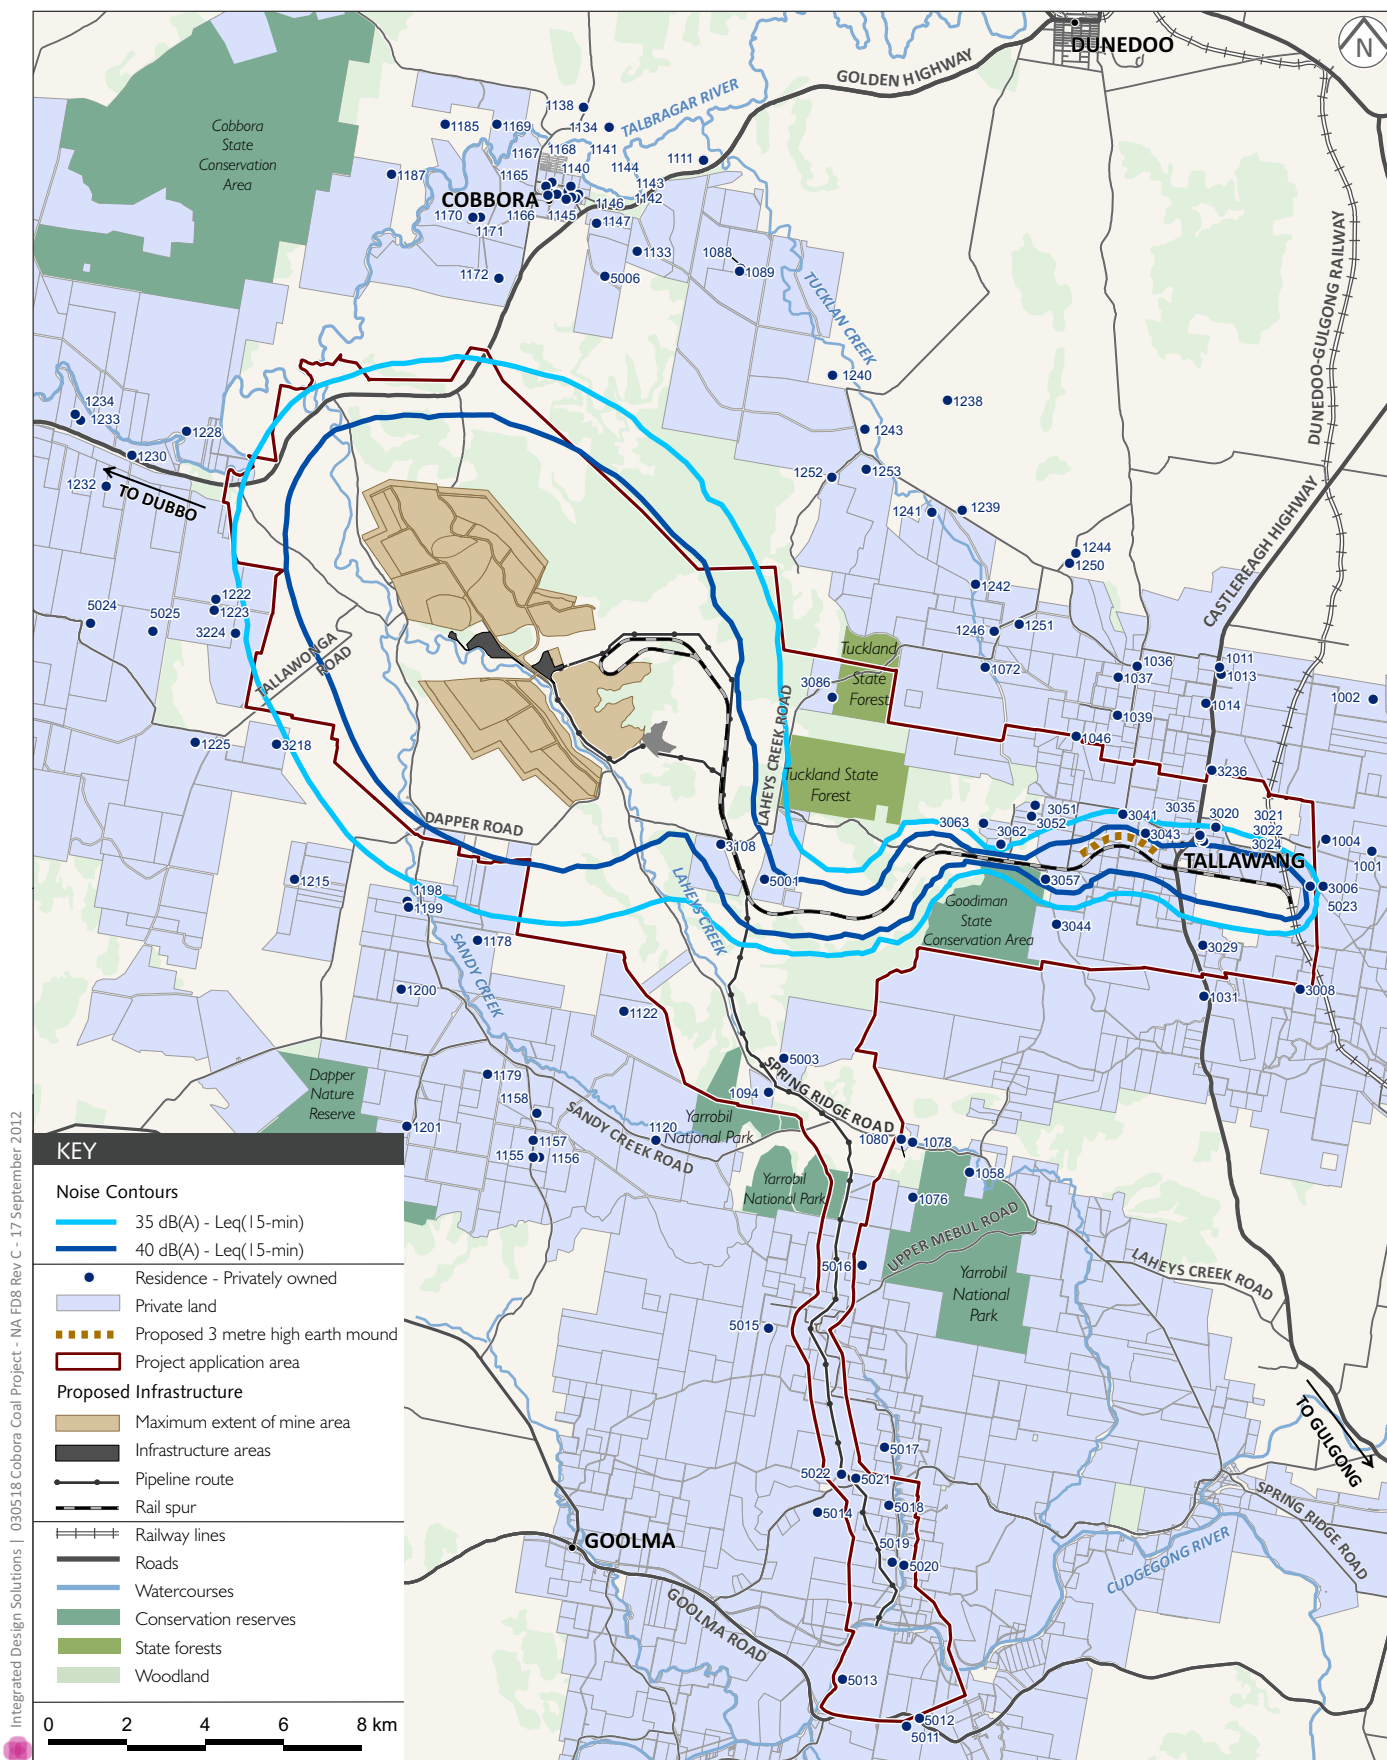 DUNEDOO
N
GOLDEN HIGHWAY
TALBRAGAR RIVER
Cobbora
State
Conservation
Area
1138
1185
1169
1134
1167
1168
1141
1111
1187
1165
1140
1144
1143
COBBORA
1146
1142
1170
1166
1145
1147
1171
1133
1088
1172
5006
1089
TUCKLAN CREEK
DUNEDOO-GULGONG RAILWAY
1240
1238
1234
1233
1228
1243
1230
1252
1253
1232
TO DUBBO
1241
1239
CASTLEREAGH HIGHWAY
1244
1250
1242
1222
1223
5024
5025
3224
1246
1251
TALLAWONGA
ROAD
Tuckland
State
Forest
1072
1036
1037
1011
1013
3086
1002
1014
1039
LAHEYS CREEK ROAD
1225
3218
1046
3236
Tuckland State
Forest
DAPPER ROAD
3063
3062
3051
3052
3041
3043
3035
3020
3021
3022
3024
1004
3108
TALLAWANG
1001
1215
5001
3057
3006
5023
1198
1199
LAHEYS CREEK
Goodiman
State
Conservation Area
3044
1178
3029
SANDY CREEK
1200
1031
3008
1122
5003
SPRING RIDGE ROAD
Dapper
Nature
Reserve
1179
1094
1158
SANDY CREEK ROAD
Yarrobil
National Park
1201
1157
1120
1080
1078
1155
1156
1058
Yarrobil
National Park
1076
UPPER MEBUL ROAD
5016
LAHEYS CREEK ROAD
Yarrobil
National
Park
5015
TO GULGONG
5017
5022
5021
5014
5018
SPRING RIDGE ROAD
GOOLMA
5019
5020
CUDGEGONG RIVER
GOOLMA ROAD
5013
5012
5011
KEY
Noise Contours
35 dB(A) - Leq(15-min)
40 dB(A) - Leq(15-min)
Residence - Privately owned
Private land
Proposed 3 metre high earth mound
Project application area
Proposed Infrastructure
Maximum extent of mine area
Infrastructure areas
Pipeline route
Rail spur
Railway lines
Roads
Watercourses
Conservation reserves
State forests
Woodland
0 2 4 6 8 km
Integrated Design Solutions | 030518 Cobora Coal Project - NA FD8 Rev C - 17 September 2012